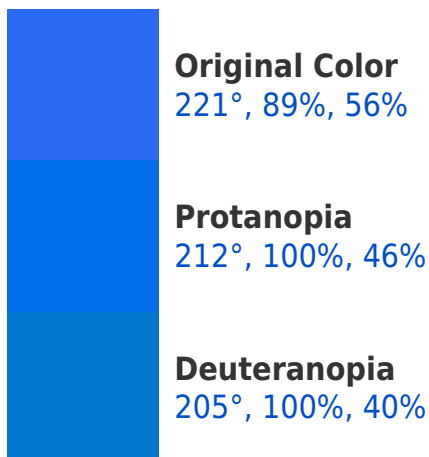 Original Color
221°, 89%, 56%
Protanopia
212°, 100%, 46%
Deuteranopia
205°, 100%, 40%